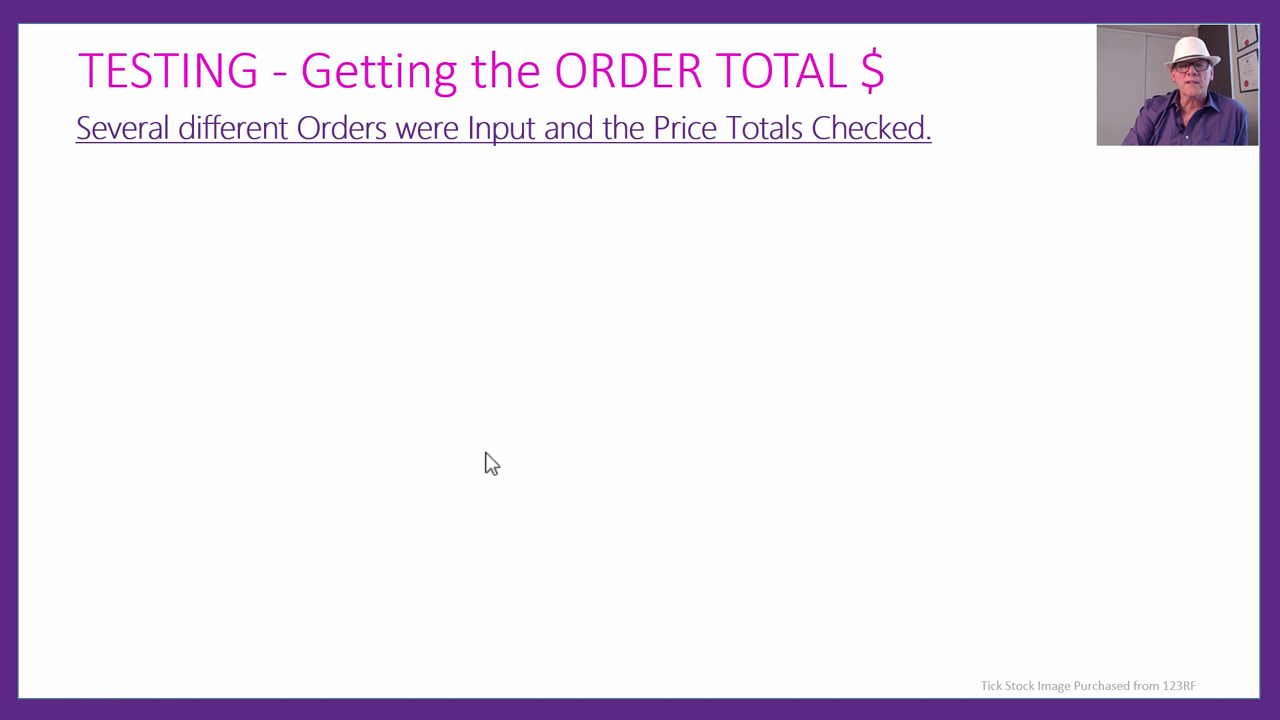 TESTING - Getting the ORDER TOTAL $
Several different Orders were Input and the Price Totals Checked.
Tick Stock Image Purchased from 123RF